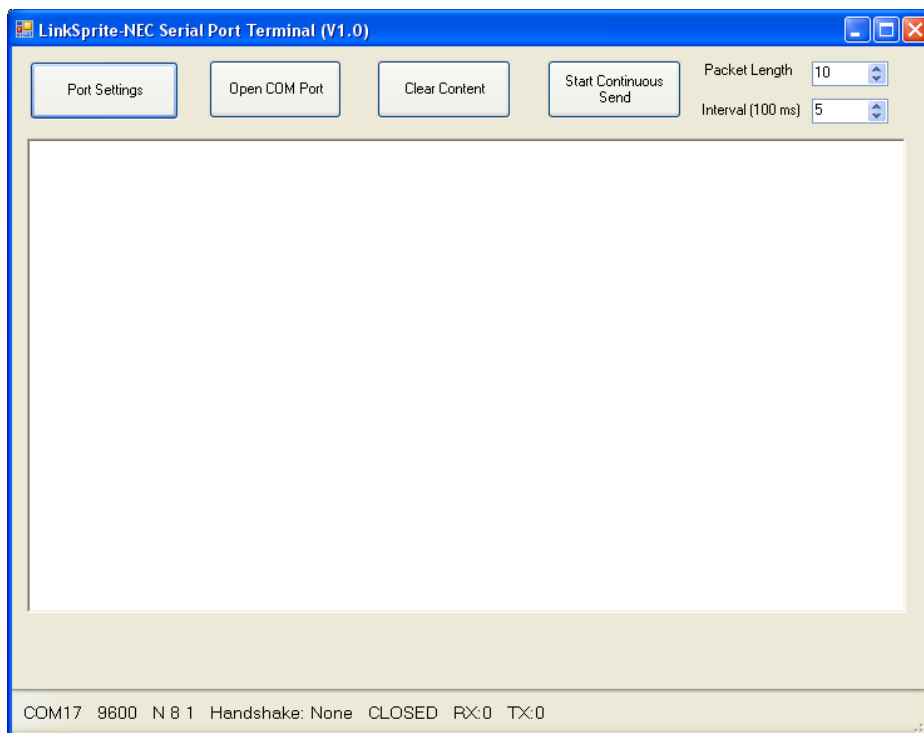 LinkSprite-NEC Serial Port Terminal (V1.0)
Port Settings
Open COM Port
Clear Content
Start Continuous
Send
Packet Length
10
Interval (100 ms)
5
COM17 9600 N 8 1 Handshake: None CLOSED RX:0 TX:0